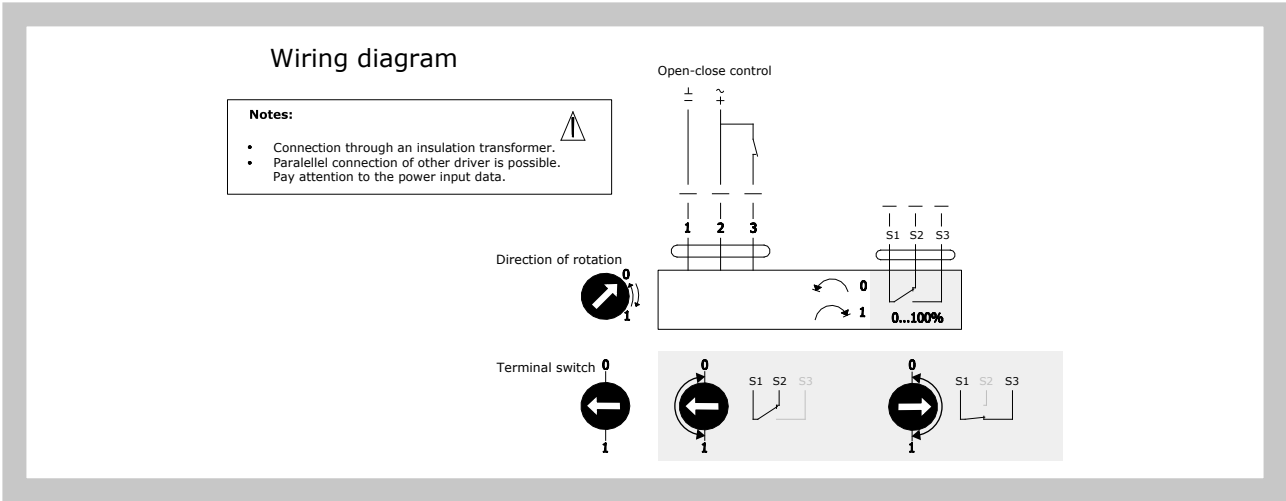 Wiring diagram
Open-close control
⊥ ~
− +
Notes:
• Connection through an insulation transformer.
• Paralellel connection of other driver is possible.
Pay attention to the power input data.
1 2 3
S1 S2 S3
Direction of rotation
0
1
0
1
0...100%
Terminal switch 0
1
0
1
S1 S2 S3
0
1
S1 S2 S3